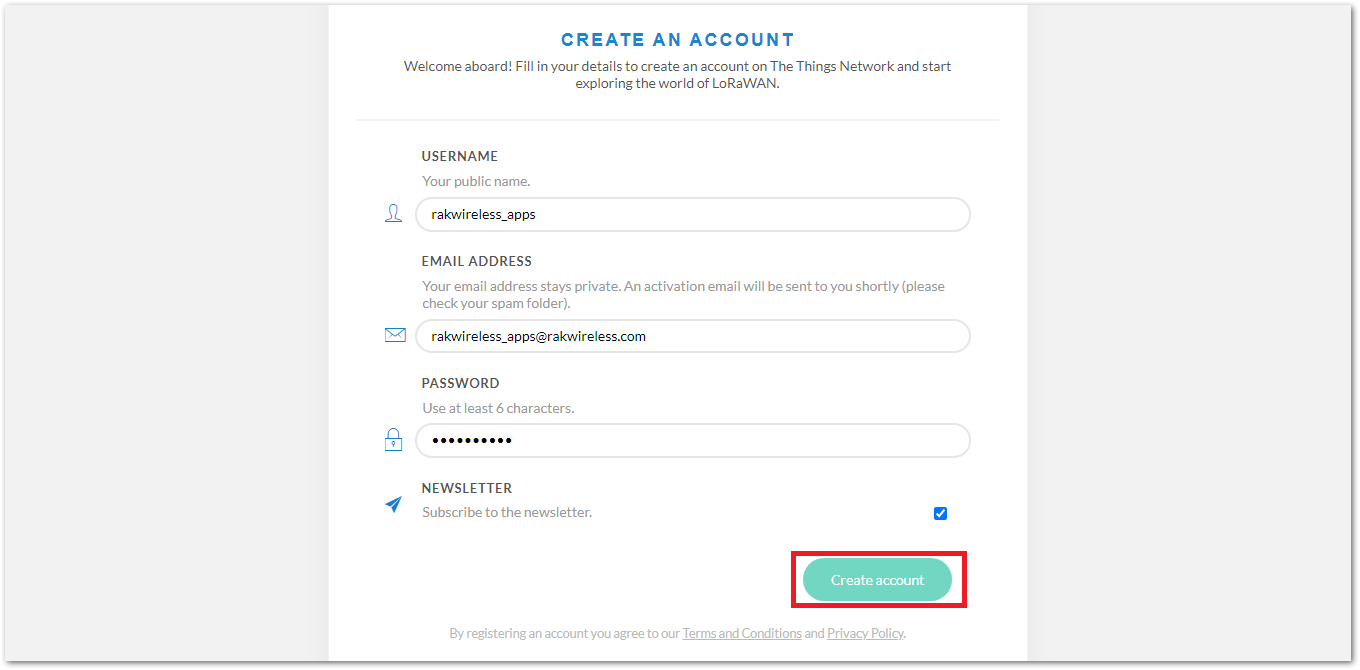 CREATE AN ACCOUNT
Welcome aboard! Fill in your details to create an account on The Things Network and start
exploring the world of LoRaWAN.
USERNAME
Your public name.
rakwireless_apps
EMAIL ADDRESS
Your email address stays private. An activation email will be sent to you shortly (please
check your spam folder).
rakwireless_apps@rakwireless.com
PASSWORD
Use at least 6 characters.
••••••••••
NEWSLETTER
Subscribe to the newsletter.
Create account
By registering an account you agree to our Terms and Conditions and Privacy Policy.